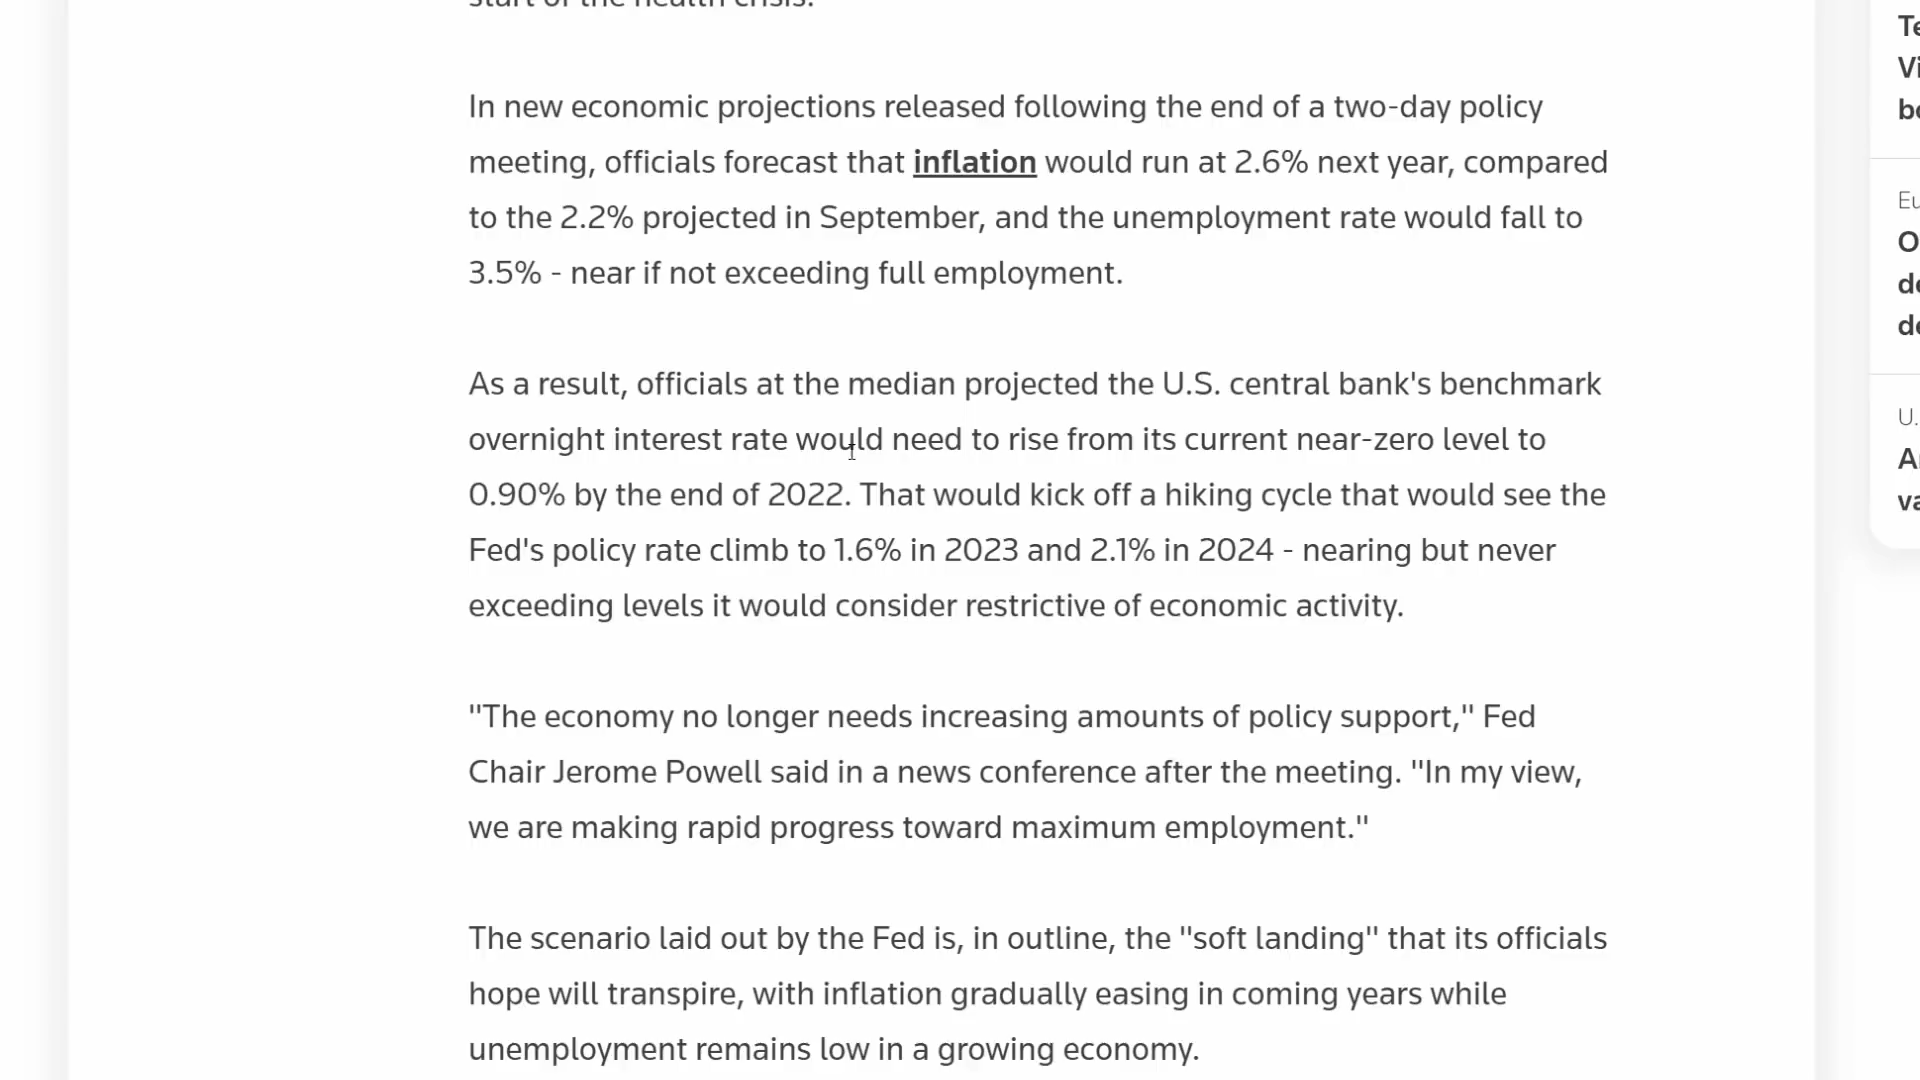 start of the health crisis.
In new economic projections released following the end of a two-day policy
meeting, officials forecast that inflation would run at 2.6% next year, compared
to the 2.2% projected in September, and the unemployment rate would fall to
3.5% - near if not exceeding full employment.
As a result, officials at the median projected the U.S. central bank's benchmark
overnight interest rate would need to rise from its current near-zero level to
0.90% by the end of 2022. That would kick off a hiking cycle that would see the
Fed's policy rate climb to 1.6% in 2023 and 2.1% in 2024 - nearing but never
exceeding levels it would consider restrictive of economic activity.
"The economy no longer needs increasing amounts of policy support," Fed
Chair Jerome Powell said in a news conference after the meeting. "In my view,
we are making rapid progress toward maximum employment."
The scenario laid out by the Fed is, in outline, the "soft landing" that its officials
hope will transpire, with inflation gradually easing in coming years while
unemployment remains low in a growing economy.
U.